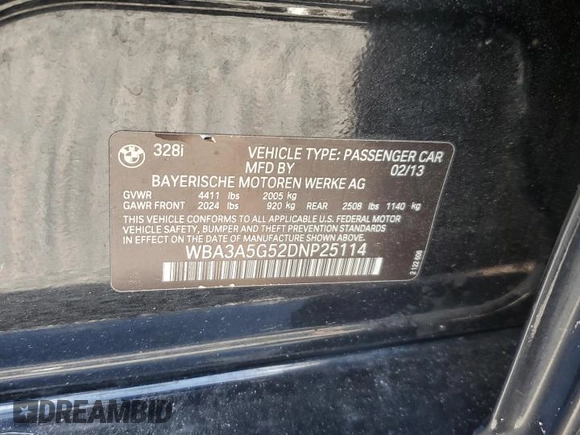 328i VEHICLE TYPE: PASSENGER CAR
MFD BY 02/13
BAYERISCHE MOTOREN WERKE AG
GVWR 4411 lbs 2005 kg
GAWR FRONT 2024 lbs 920 kg REAR 2508 lbs 1140 kg
THIS VEHICLE CONFORMS TO ALL APPLICABLE U.S. FEDERAL MOTOR
VEHICLE SAFETY, BUMPER AND THEFT PREVENTION STANDARDS
IN EFFECT ON THE DATE OF MANUFACTURE SHOWN ABOVE.
WBA3A5G52DNP25114
DREAMBID